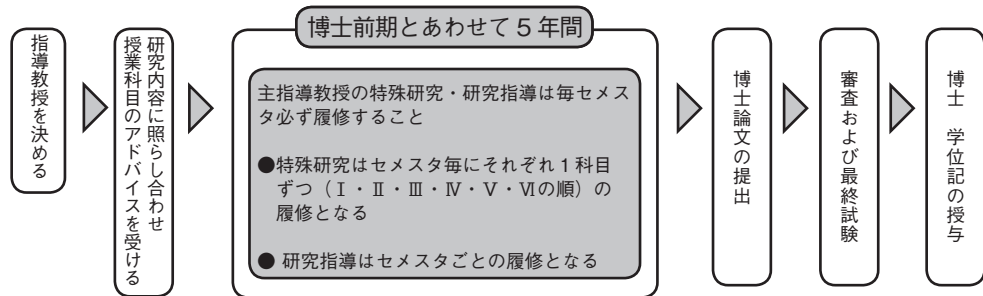 指導教授を決める
研究内容に照らし合わせ
授業科目のアドバイスを受ける
博士前期とあわせて5年間
主指導教授の特殊研究・研究指導は毎セメス
タ必ず履修すること
●特殊研究はセメスタ毎にそれぞれ1科目
ずつ(Ⅰ・Ⅱ・Ⅲ・Ⅳ・Ⅴ・Ⅵの順)の
履修となる
● 研究指導はセメスタごとの履修となる
博士論文の提出
審査および最終試験
博士 学位記の授与